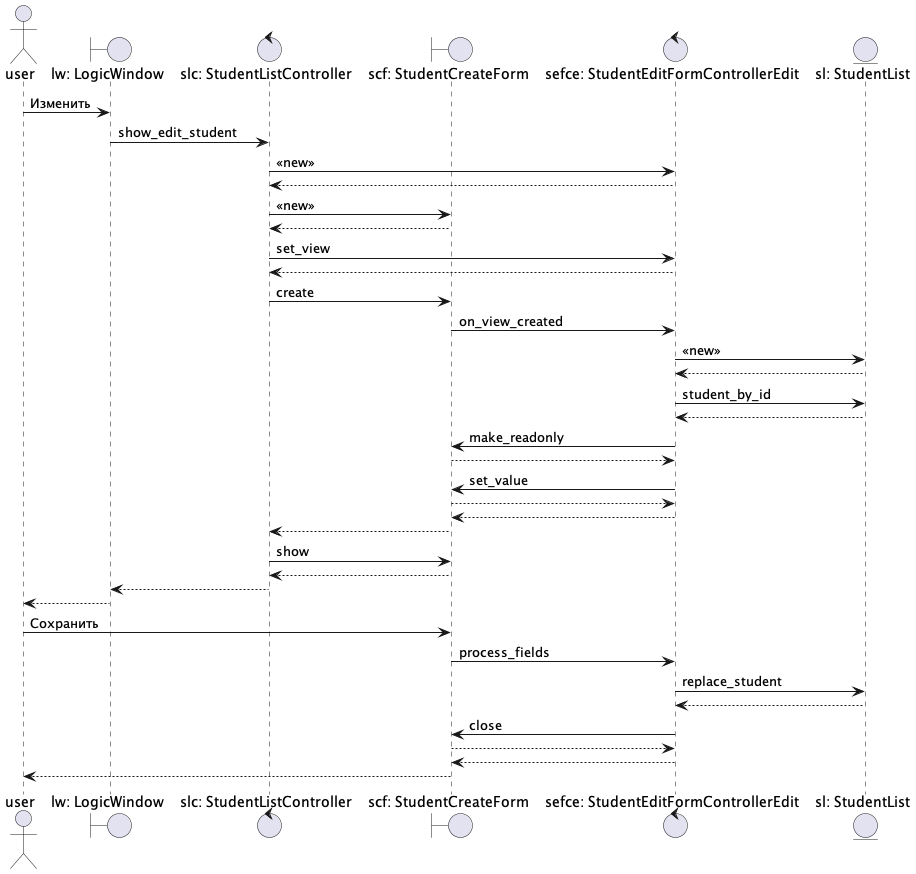 user
lw: LogicWindow
slc: StudentListController
scf: StudentCreateForm
sefce: StudentEditFormControllerEdit
sl: StudentList
Изменить
show_edit_student
«new»
«new»
set_view
create
on_view_created
«new»
student_by_id
make_readonly
set_value
show
Сохранить
process_fields
replace_student
close
user
lw: LogicWindow
slc: StudentListController
scf: StudentCreateForm
sefce: StudentEditFormControllerEdit
sl: StudentList